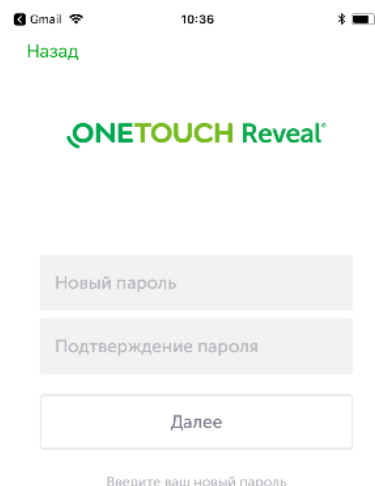 Gmail 10:36
Назад
ONETOUCH Reveal®
Новый пароль
Подтверждение пароля
Далее
Введите ваш новый пароль